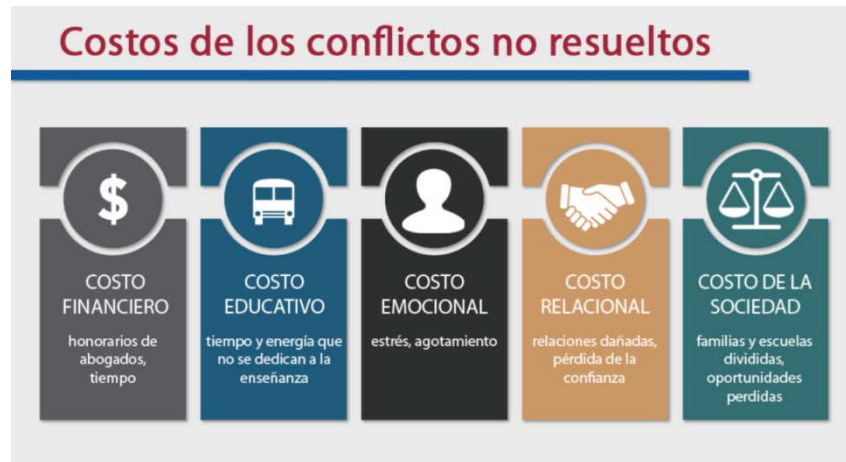 Costos de los conflictos no resueltos
$
COSTO
FINANCIERO
honorarios de
abogados,
tiempo
COSTO
EDUCATIVO
tiempo y energía que
no se dedican a la
enseñanza
COSTO
EMOCIONAL
estrés, agotamiento
COSTO
RELACIONAL
relaciones dañadas,
pérdida de la
confianza
COSTO DE LA
SOCIEDAD
familias y escuelas
divididas,
oportunidades
perdidas